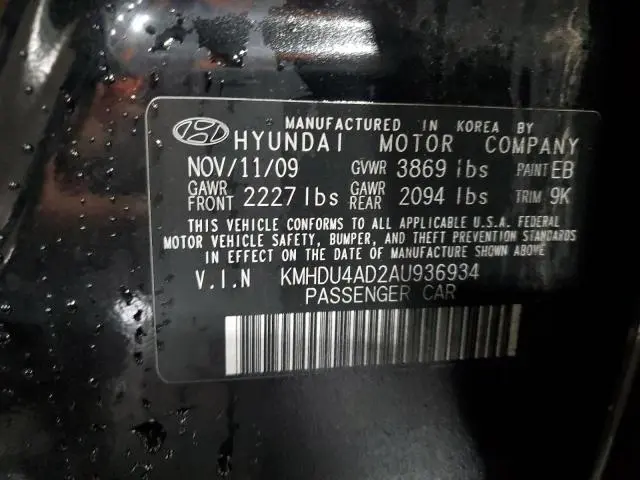 MANUFACTURED IN KOREA BY
HYUNDAI MOTOR COMPANY
NOV/11/09 GVWR 3869 lbs PAINT EB
GAWR FRONT 2227 lbs GAWR REAR 2094 lbs TRIM 9K
THIS VEHICLE CONFORMS TO ALL APPLICABLE U.S.A. FEDERAL
MOTOR VEHICLE SAFETY, BUMPER, AND THEFT PREVENTION STANDARDS
IN EFFECT ON THE DATE OF MANUFACTURE SHOWN ABOVE
V.I.N KMHDU4AD2AU936934
PASSENGER CAR